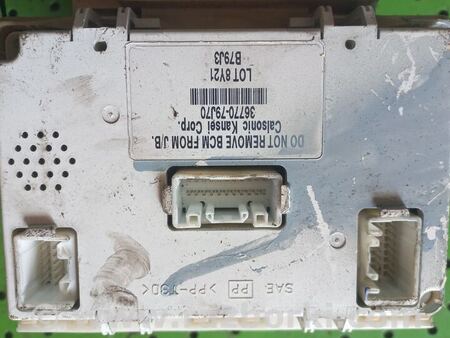 DO NOT REMOVE BCM FROM J/B.
Calsonic Kansei Corp.
36770-79J70
LOT 8Y21
B79J3
SAE PP >PP-T30<